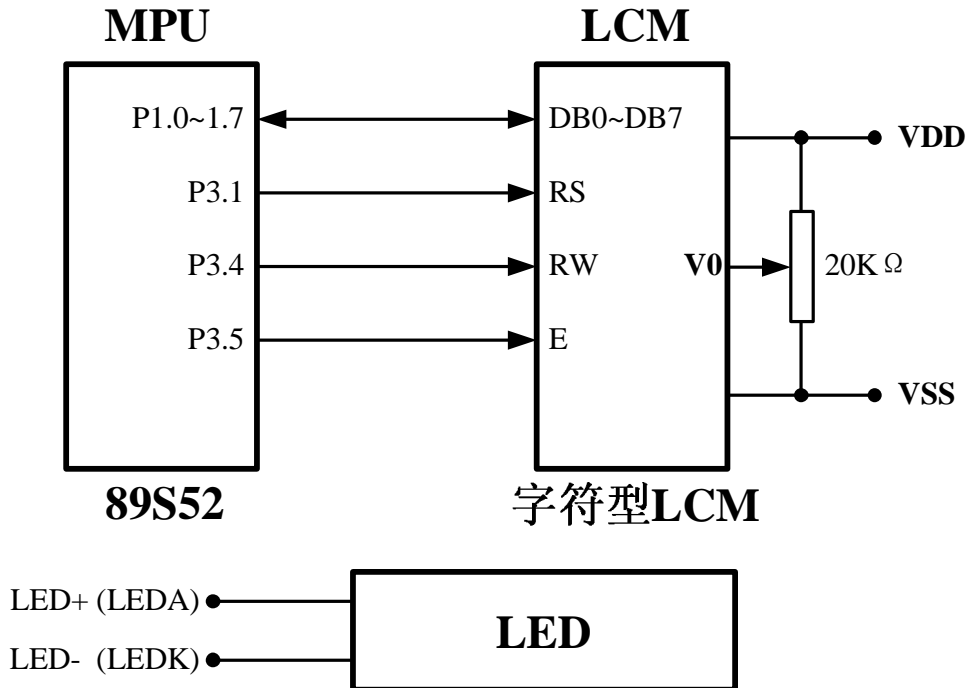 MPU LCM
P1.0~1.7 DB0~DB7
VDD
P3.1 RS
P3.4 RW V0 20KΩ
P3.5 E
VSS
89S52 字符型LCM
LED+ (LEDA)
LED
LED- (LEDK)